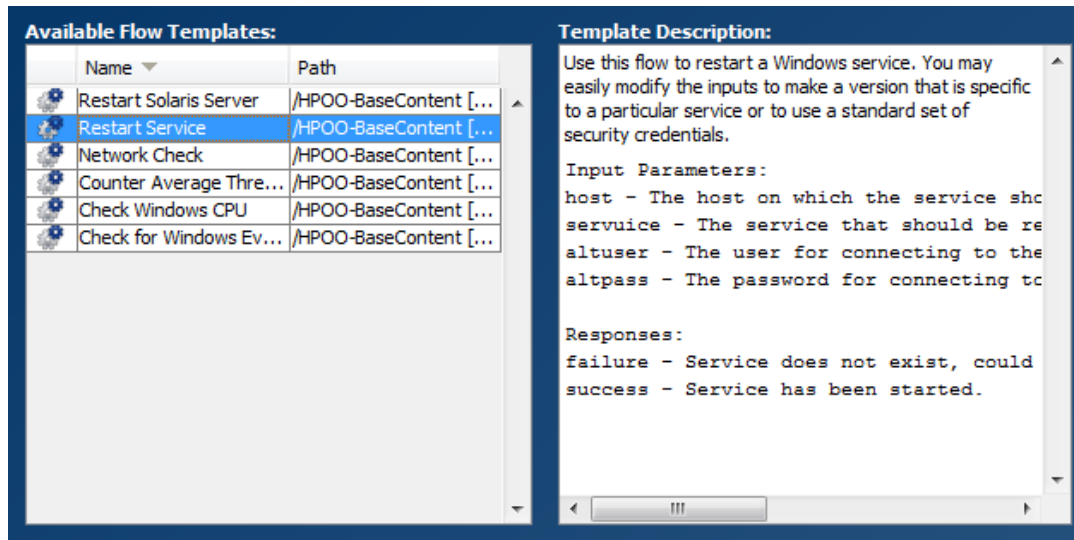 Available Flow Templates:
Name Path
Restart Solaris Server /HPOO-BaseContent [...
Restart Service /HPOO-BaseContent [...
Network Check /HPOO-BaseContent [...
Counter Average Thre... /HPOO-BaseContent [...
Check Windows CPU /HPOO-BaseContent [...
Check for Windows Ev... /HPOO-BaseContent [...
Template Description:
Use this flow to restart a Windows service. You may
easily modify the inputs to make a version that is specific
to a particular service or to use a standard set of
security credentials.
Input Parameters:
host - The host on which the service sho
servuice - The service that should be re
altuser - The user for connecting to the
altpass - The password for connecting to
Responses:
failure - Service does not exist, could
success - Service has been started.